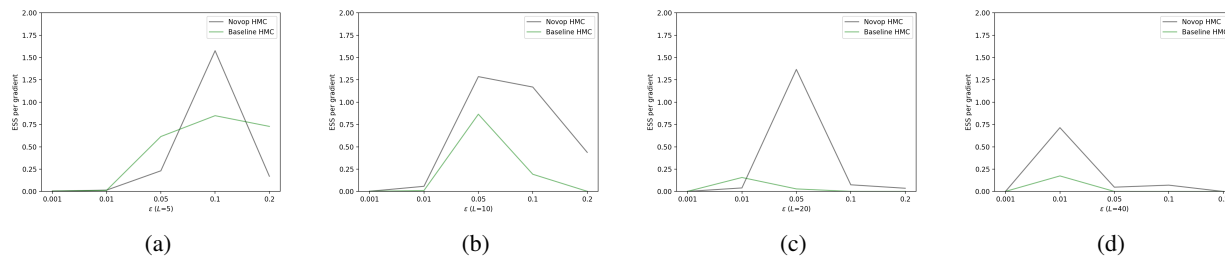 2.00
1.75
1.50
1.25
1.00
0.75
0.50
0.25
0.00
ESS per gradient
Novop HMC
Baseline HMC
0.001 0.01 0.05 0.1 0.2
ε (L=5)
(a)
2.00
1.75
1.50
1.25
1.00
0.75
0.50
0.25
0.00
ESS per gradient
Novop HMC
Baseline HMC
0.001 0.01 0.05 0.1 0.2
ε (L=10)
(b)
2.00
1.75
1.50
1.25
1.00
0.75
0.50
0.25
0.00
ESS per gradient
Novop HMC
Baseline HMC
0.001 0.01 0.05 0.1 0.2
ε (L=20)
(c)
2.00
1.75
1.50
1.25
1.00
0.75
0.50
0.25
0.00
ESS per gradient
Novop HMC
Baseline HMC
0.001 0.01 0.05 0.1
ε (L=40)
(d)